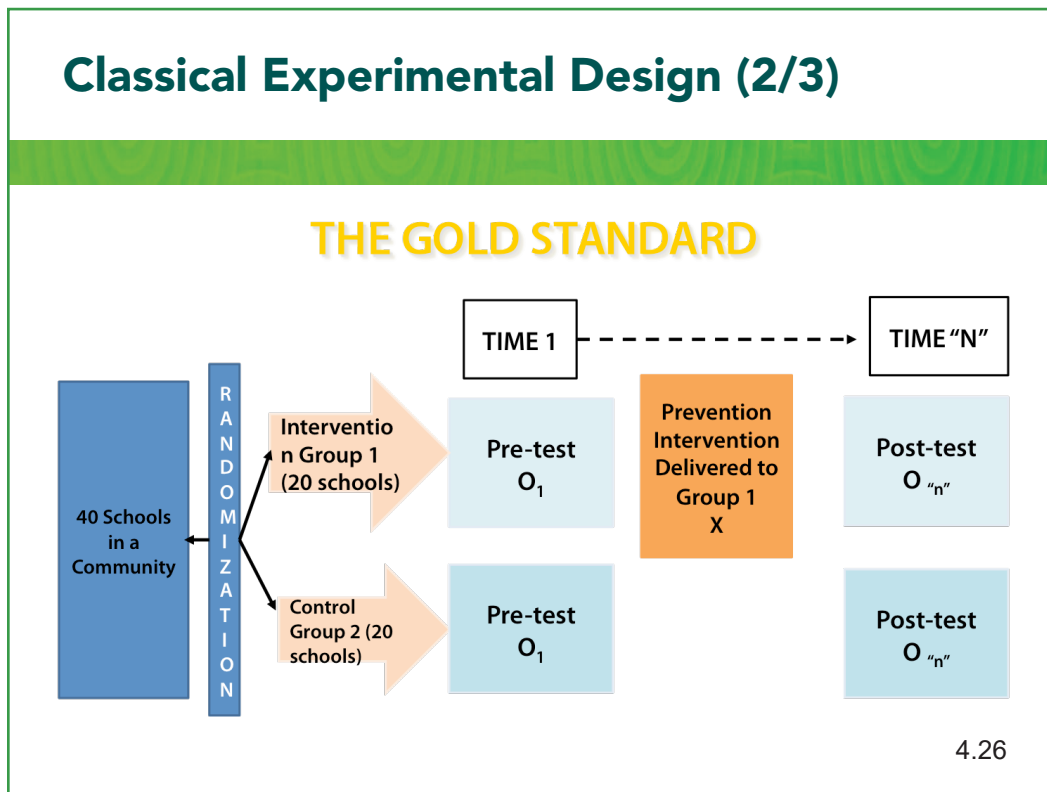 Classical Experimental Design (2/3)
THE GOLD STANDARD
TIME 1
TIME “N”
40 Schools
in a
Community
RANDOMIZATION
Interventio
n Group 1
(20 schools)
Pre-test
O1
Prevention
Intervention
Delivered to
Group 1
X
Post-test
O “n”
Control
Group 2 (20
schools)
Pre-test
O1
Post-test
O “n”
4.26